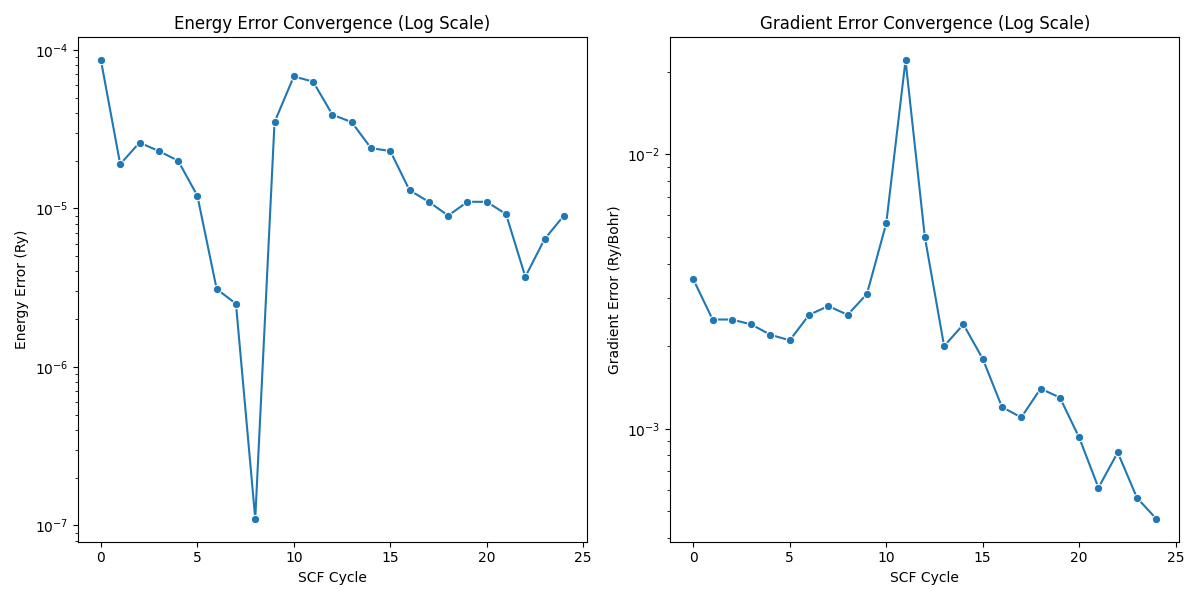 Energy Error Convergence (Log Scale)
Energy Error (Ry)
10⁻⁴
10⁻⁵
10⁻⁶
10⁻⁷
0 5 10 15 20 25
SCF Cycle
Gradient Error Convergence (Log Scale)
Gradient Error (Ry/Bohr)
10⁻²
10⁻³
0 5 10 15 20 25
SCF Cycle